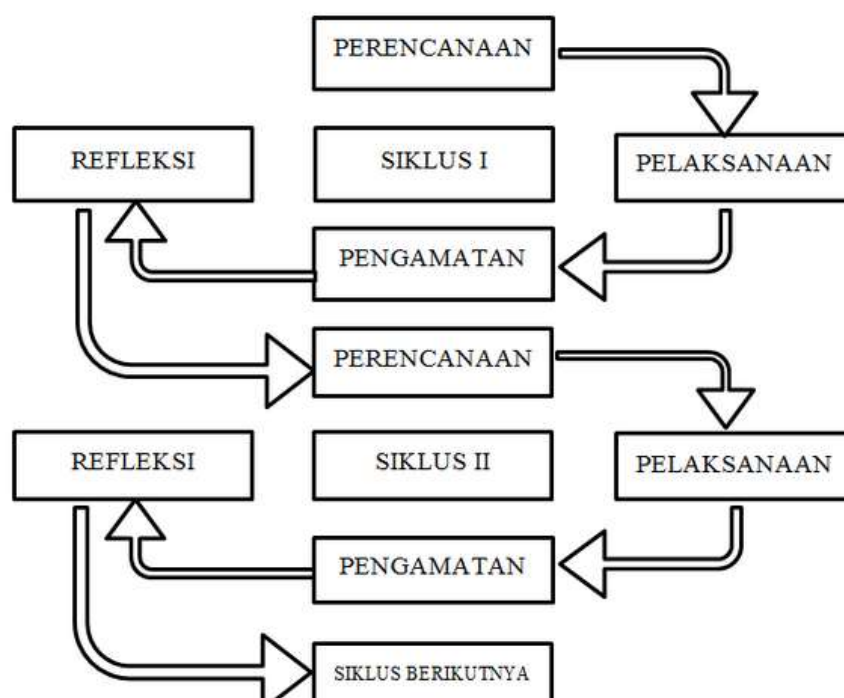 PERENCANAAN
REFLEKSI
SIKLUS I
PELAKSANAAN
PENGAMATAN
PERENCANAAN
REFLEKSI
SIKLUS II
PELAKSANAAN
PENGAMATAN
SIKLUS BERIKUTNYA